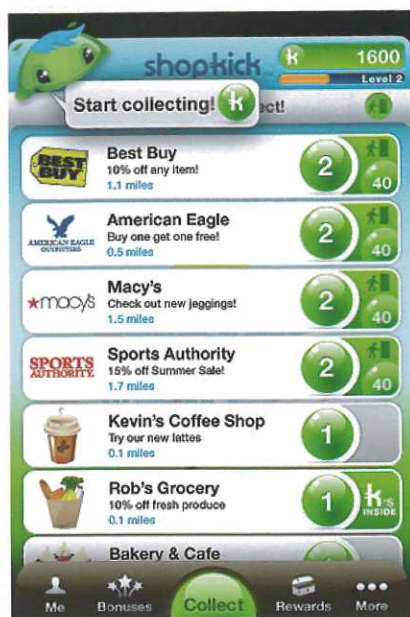 shopkick
k 1600
Level 2
Start collecting! k ect!
BEST BUY
Best Buy
10% off any item!
1.1 miles
2
40
AMERICAN EAGLE
OUTFITTERS
American Eagle
Buy one get one free!
0.5 miles
2
40
macy's
Macy's
Check out new jeggings!
1.5 miles
2
40
SPORTS
AUTHORITY
Sports Authority
15% off Summer Sale!
1.7 miles
2
40
Kevin's Coffee Shop
Try our new lattes
0.1 miles
1
Rob's Grocery
10% off fresh produce
0.1 miles
1
k's
INSIDE
Bakery & Cafe
Me Bonuses Collect Rewards More